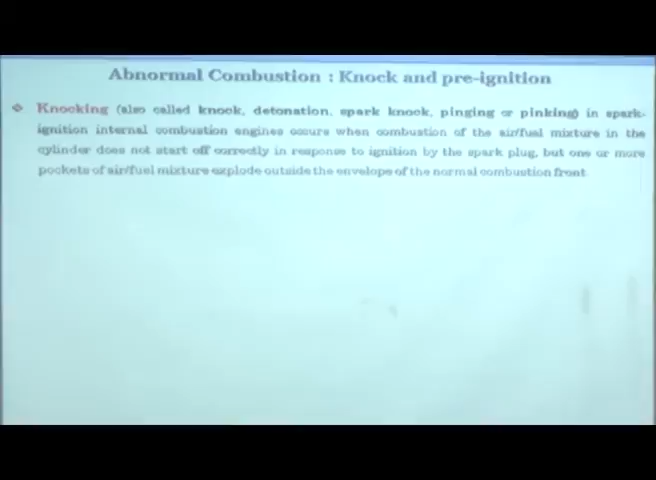 Abnormal Combustion : Knock and pre-ignition
Knocking (also called knock, detonation, spark knock, pinging or pinking) in spark-
ignition internal combustion engines occurs when combustion of the air/fuel mixture in the
cylinder does not start off correctly in response to ignition by the spark plug, but one or more
pockets of air/fuel mixture explode outside the envelope of the normal combustion front